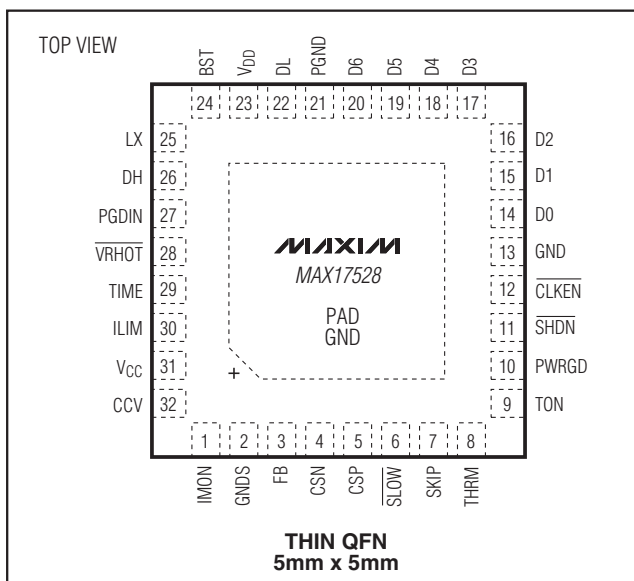 TOP VIEW
BST VDD DL PGND D6 D5 D4 D3
24 23 22 21 20 19 18 17
LX 25
DH 26
PGDIN 27
VRHOT 28
TIME 29
ILIM 30
VCC 31
CCV 32
16 D2
15 D1
14 D0
13 GND
12 CLKEN
11 SHDN
10 PWRGD
9 TON
MAXIM
MAX17528
PAD
GND
+
1 2 3 4 5 6 7 8
IMON GNDS FB CSN CSP SLOW SKIP THRM
THIN QFN
5mm x 5mm